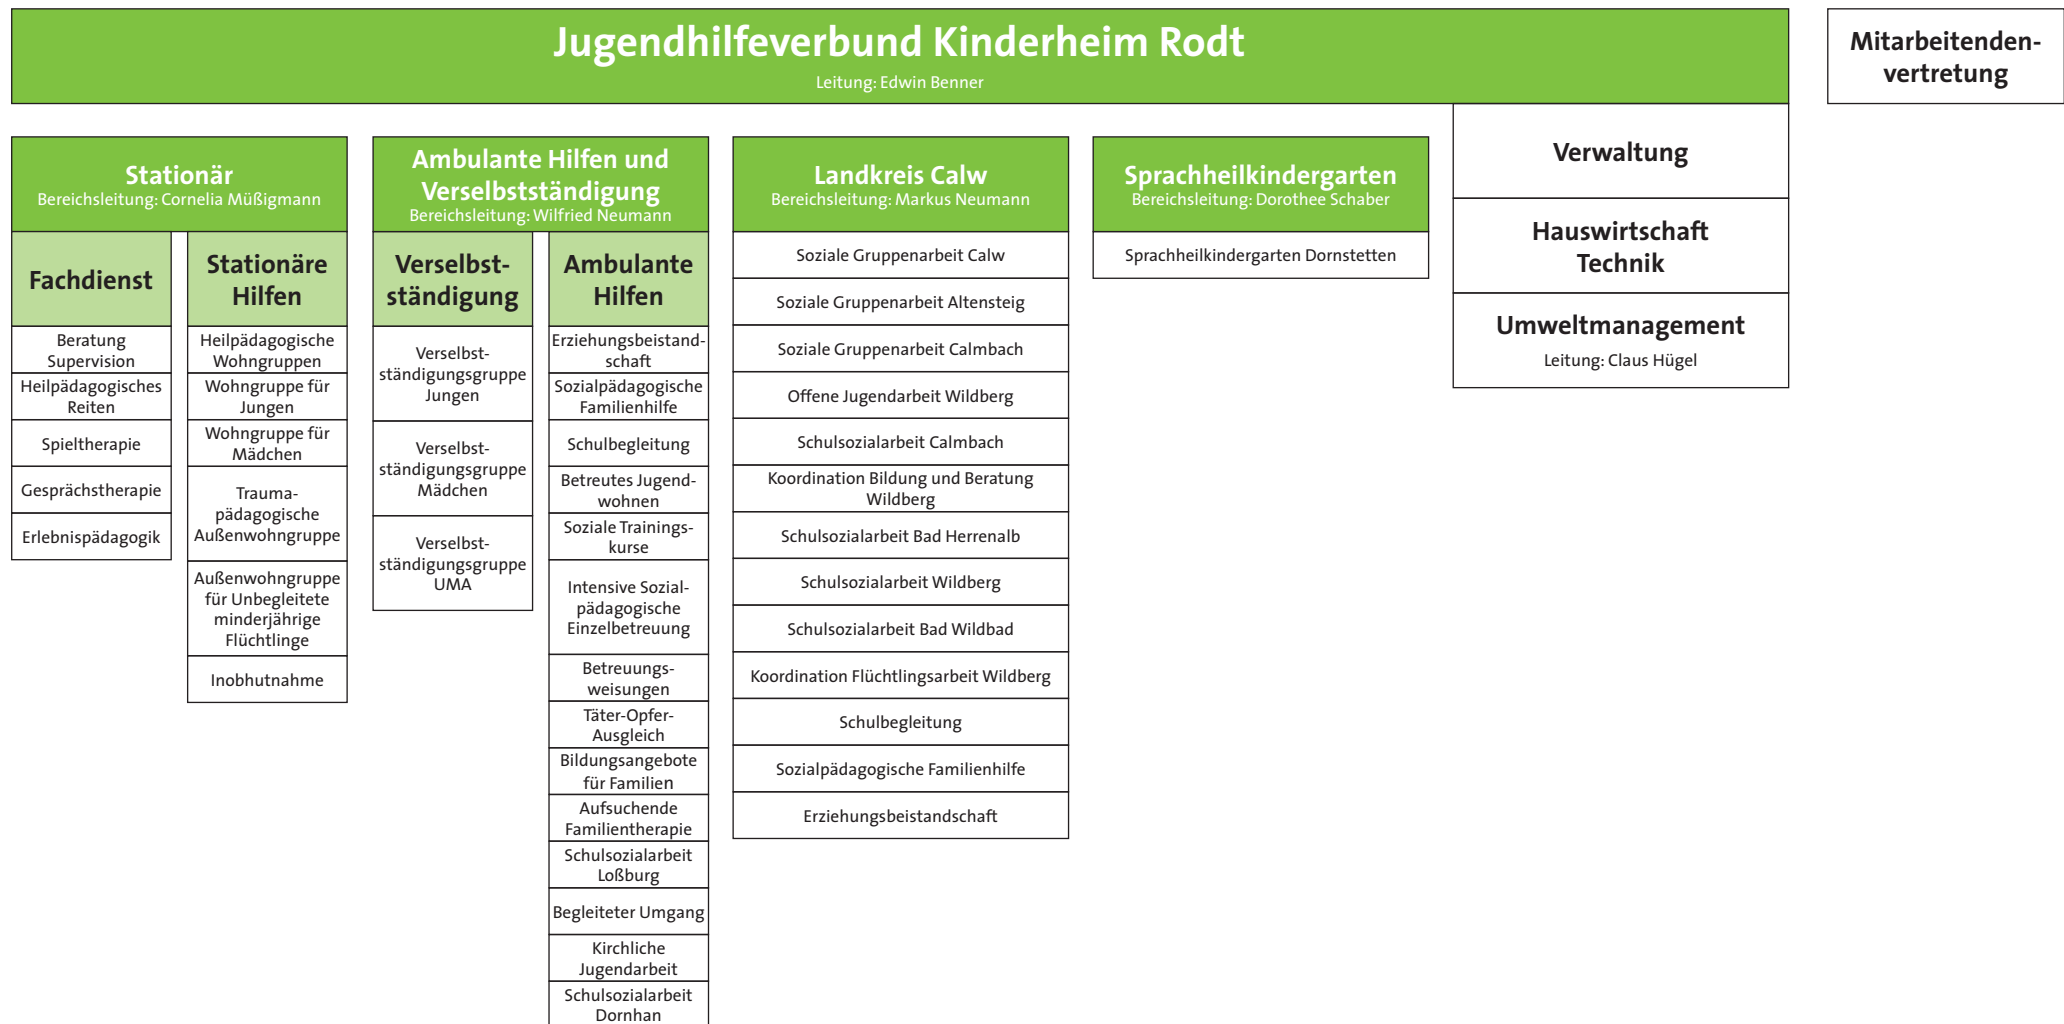 Jugendhilfeverbund Kinderheim Rodt
Leitung: Edwin Benner
Mitarbeitenden-
vertretung
Stationär
Bereichsleitung: Cornelia Müßigmann
Fachdienst
Beratung
Supervision
Heilpädagogisches
Reiten
Spieltherapie
Gesprächstherapie
Erlebnispädagogik
Stationäre
Hilfen
Heilpädagogische
Wohngruppen
Wohngruppe für
Jungen
Wohngruppe für
Mädchen
Trauma-
pädagogische
Außenwohngruppe
Außenwohngruppe
für Unbegleitete
minderjährige
Flüchtlinge
Inobhutnahme
Ambulante Hilfen und
Verselbstständigung
Bereichsleitung: Wilfried Neumann
Verselbst-
ständigung
Verselbst-
ständigungsgruppe
Jungen
Verselbst-
ständigungsgruppe
Mädchen
Verselbst-
ständigungsgruppe
UMA
Ambulante
Hilfen
Erziehungsbeistand-
schaft
Sozialpädagogische
Familienhilfe
Schulbegleitung
Betreutes Jugend-
wohnen
Soziale Trainings-
kurse
Intensive Sozial-
pädagogische
Einzelbetreuung
Betreuungs-
weisungen
Täter-Opfer-
Ausgleich
Bildungsangebote
für Familien
Aufsuchende
Familientherapie
Schulsozialarbeit
Loßburg
Begleiteter Umgang
Kirchliche
Jugendarbeit
Schulsozialarbeit
Dornhan
Landkreis Calw
Bereichsleitung: Markus Neumann
Soziale Gruppenarbeit Calw
Soziale Gruppenarbeit Altensteig
Soziale Gruppenarbeit Calmbach
Offene Jugendarbeit Wildberg
Schulsozialarbeit Calmbach
Koordination Bildung und Beratung
Wildberg
Schulsozialarbeit Bad Herrenalb
Schulsozialarbeit Wildberg
Schulsozialarbeit Bad Wildbad
Koordination Flüchtlingsarbeit Wildberg
Schulbegleitung
Sozialpädagogische Familienhilfe
Erziehungsbeistandschaft
Sprachheilkindergarten
Bereichsleitung: Dorothee Schaber
Sprachheilkindergarten Dornstetten
Verwaltung
Hauswirtschaft
Technik
Umweltmanagement
Leitung: Claus Hügel